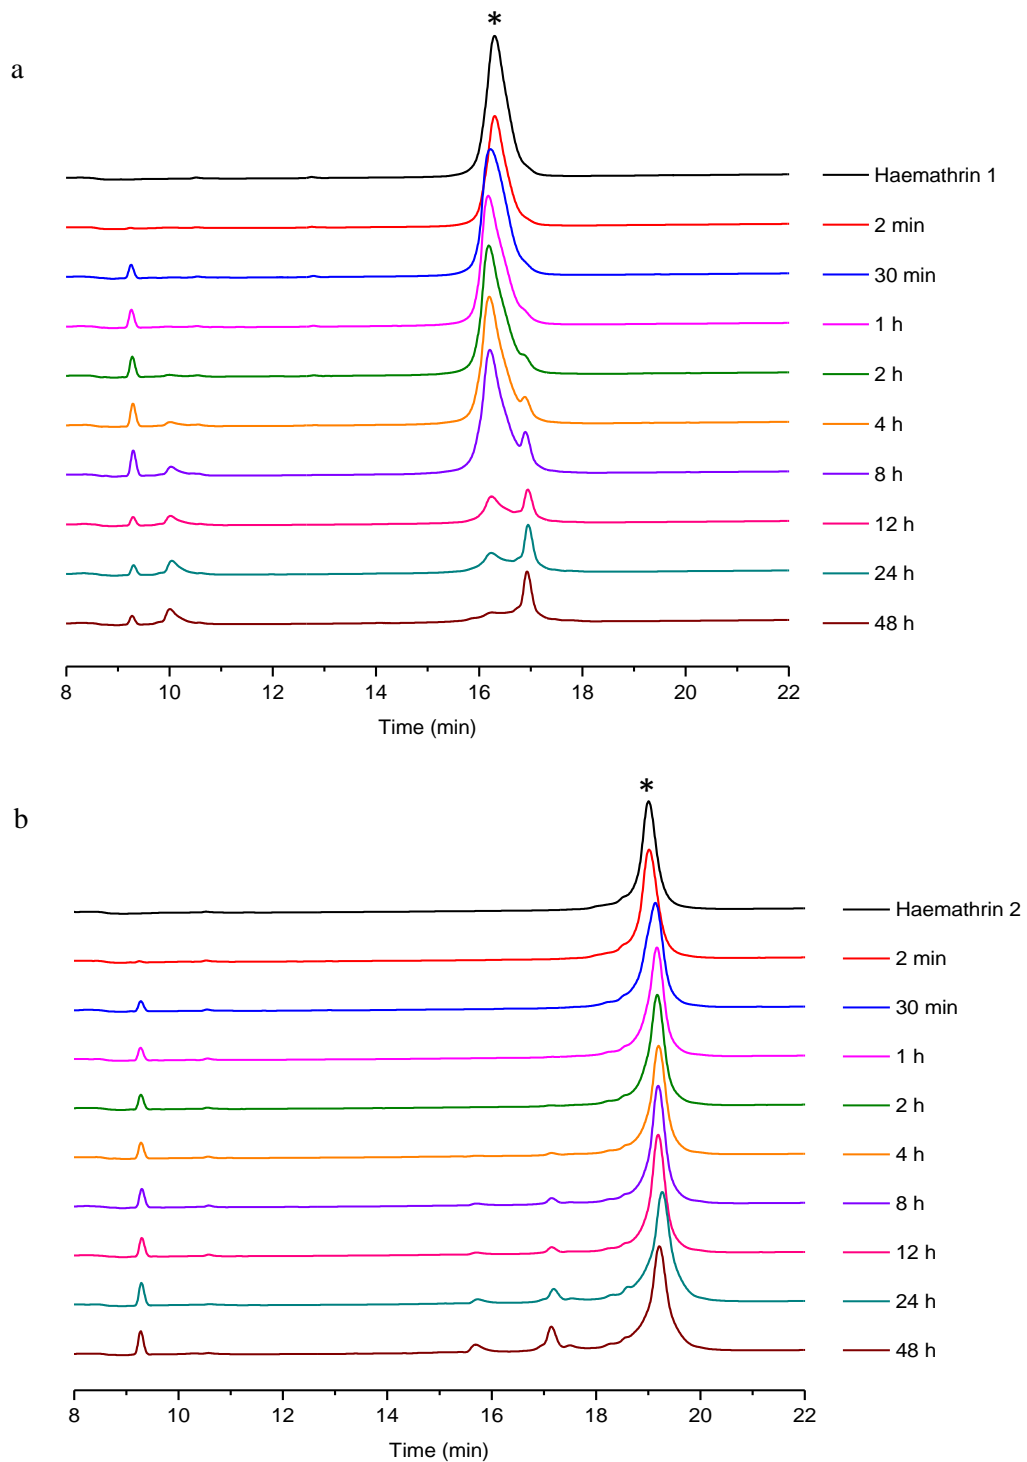 *
a
Haemathrin 1
2 min
30 min
1 h
2 h
4 h
8 h
12 h
24 h
48 h
8 10 12 14 16 18 20 22
Time (min)
*
b
Haemathrin 2
2 min
30 min
1 h
2 h
4 h
8 h
12 h
24 h
48 h
8 10 12 14 16 18 20 22
Time (min)